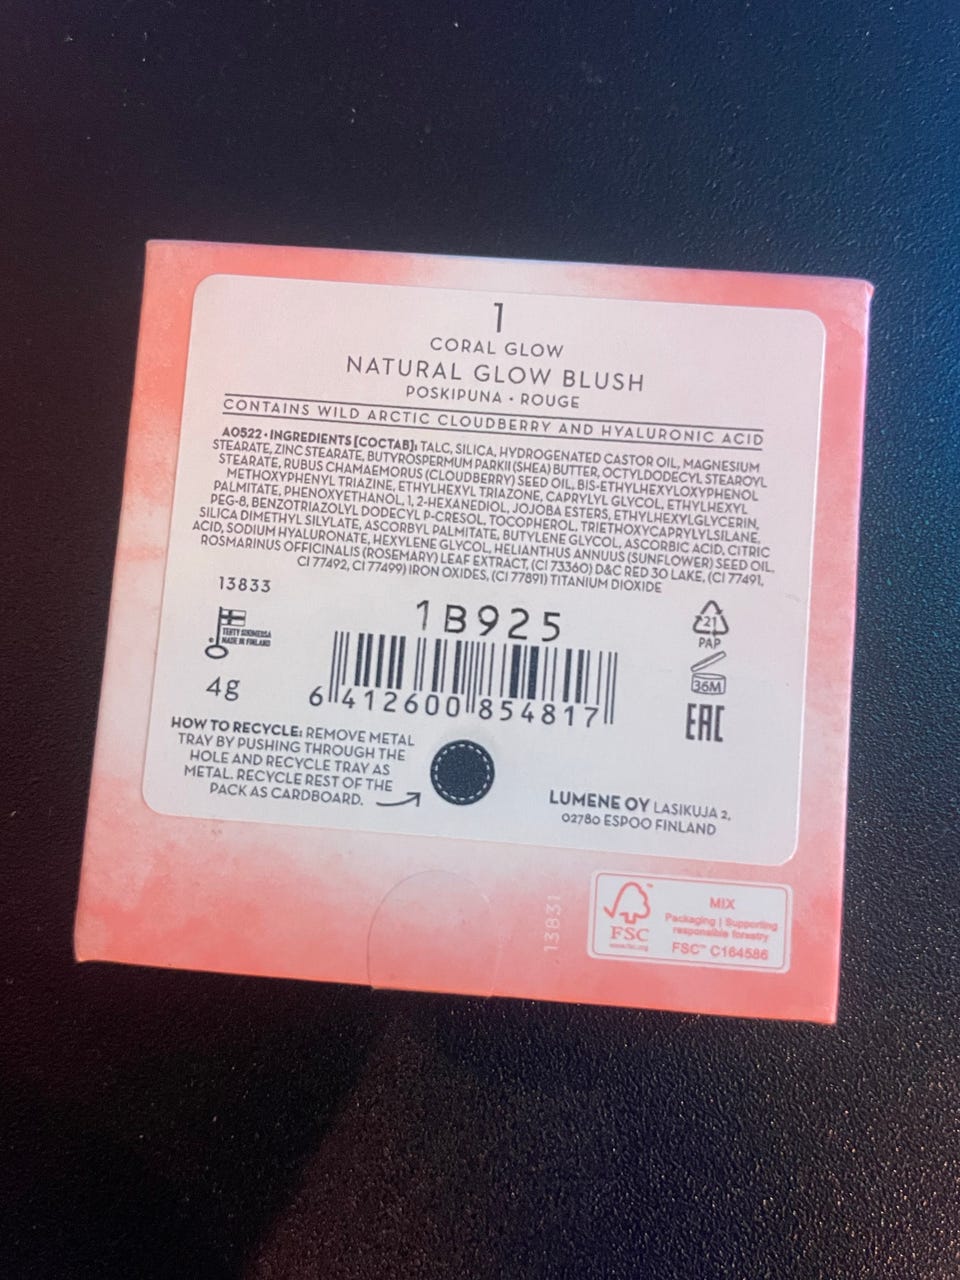 1
CORAL GLOW
NATURAL GLOW BLUSH
POSKIPUNA • ROUGE
CONTAINS WILD ARCTIC CLOUDBERRY AND HYALURONIC ACID
A0522 • INGREDIENTS [СОСТАВ]: TALC, SILICA, HYDROGENATED CASTOR OIL, MAGNESIUM
STEARATE, ZINC STEARATE, BUTYROSPERMUM PARKII (SHEA) BUTTER, OCTYLDODECYL STEAROYL
STEARATE, RUBUS CHAMAEMORUS (CLOUDBERRY) SEED OIL, BIS-ETHYLHEXYLOXYPHENOL
METHOXYPHENYL TRIAZINE, ETHYLHEXYL TRIAZONE, CAPRYLYL GLYCOL, ETHYLHEXYL
PALMITATE, PHENOXYETHANOL, 1, 2-HEXANEDIOL, JOJOBA ESTERS, ETHYLHEXYLGLYCERIN,
PEG-8, BENZOTRIAZOLYL DODECYL P-CRESOL, TOCOPHEROL, TRIETHOXYCAPRYLYLSILANE,
SILICA DIMETHYL SILYLATE, ASCORBYL PALMITATE, BUTYLENE GLYCOL, ASCORBIC ACID, CITRIC
ACID, SODIUM HYALURONATE, HEXYLENE GLYCOL, HELIANTHUS ANNUUS (SUNFLOWER) SEED OIL,
ROSMARINUS OFFICINALIS (ROSEMARY) LEAF EXTRACT, (CI 73360) D&C RED 30 LAKE, (CI 77491,
CI 77492, CI 77499) IRON OXIDES, (CI 77891) TITANIUM DIOXIDE
13833
1B925
21
PAP
TEHTY SUOMESSA
MADE IN FINLAND
36M
4g
6 412600 854817
EAC
HOW TO RECYCLE: REMOVE METAL
TRAY BY PUSHING THROUGH THE
HOLE AND RECYCLE TRAY AS
METAL. RECYCLE REST OF THE
PACK AS CARDBOARD.
LUMENE OY LASIKUJA 2,
02780 ESPOO FINLAND
13831
FSC
www.fsc.org
MIX
Packaging | Supporting
responsible forestry
FSC™ C164586